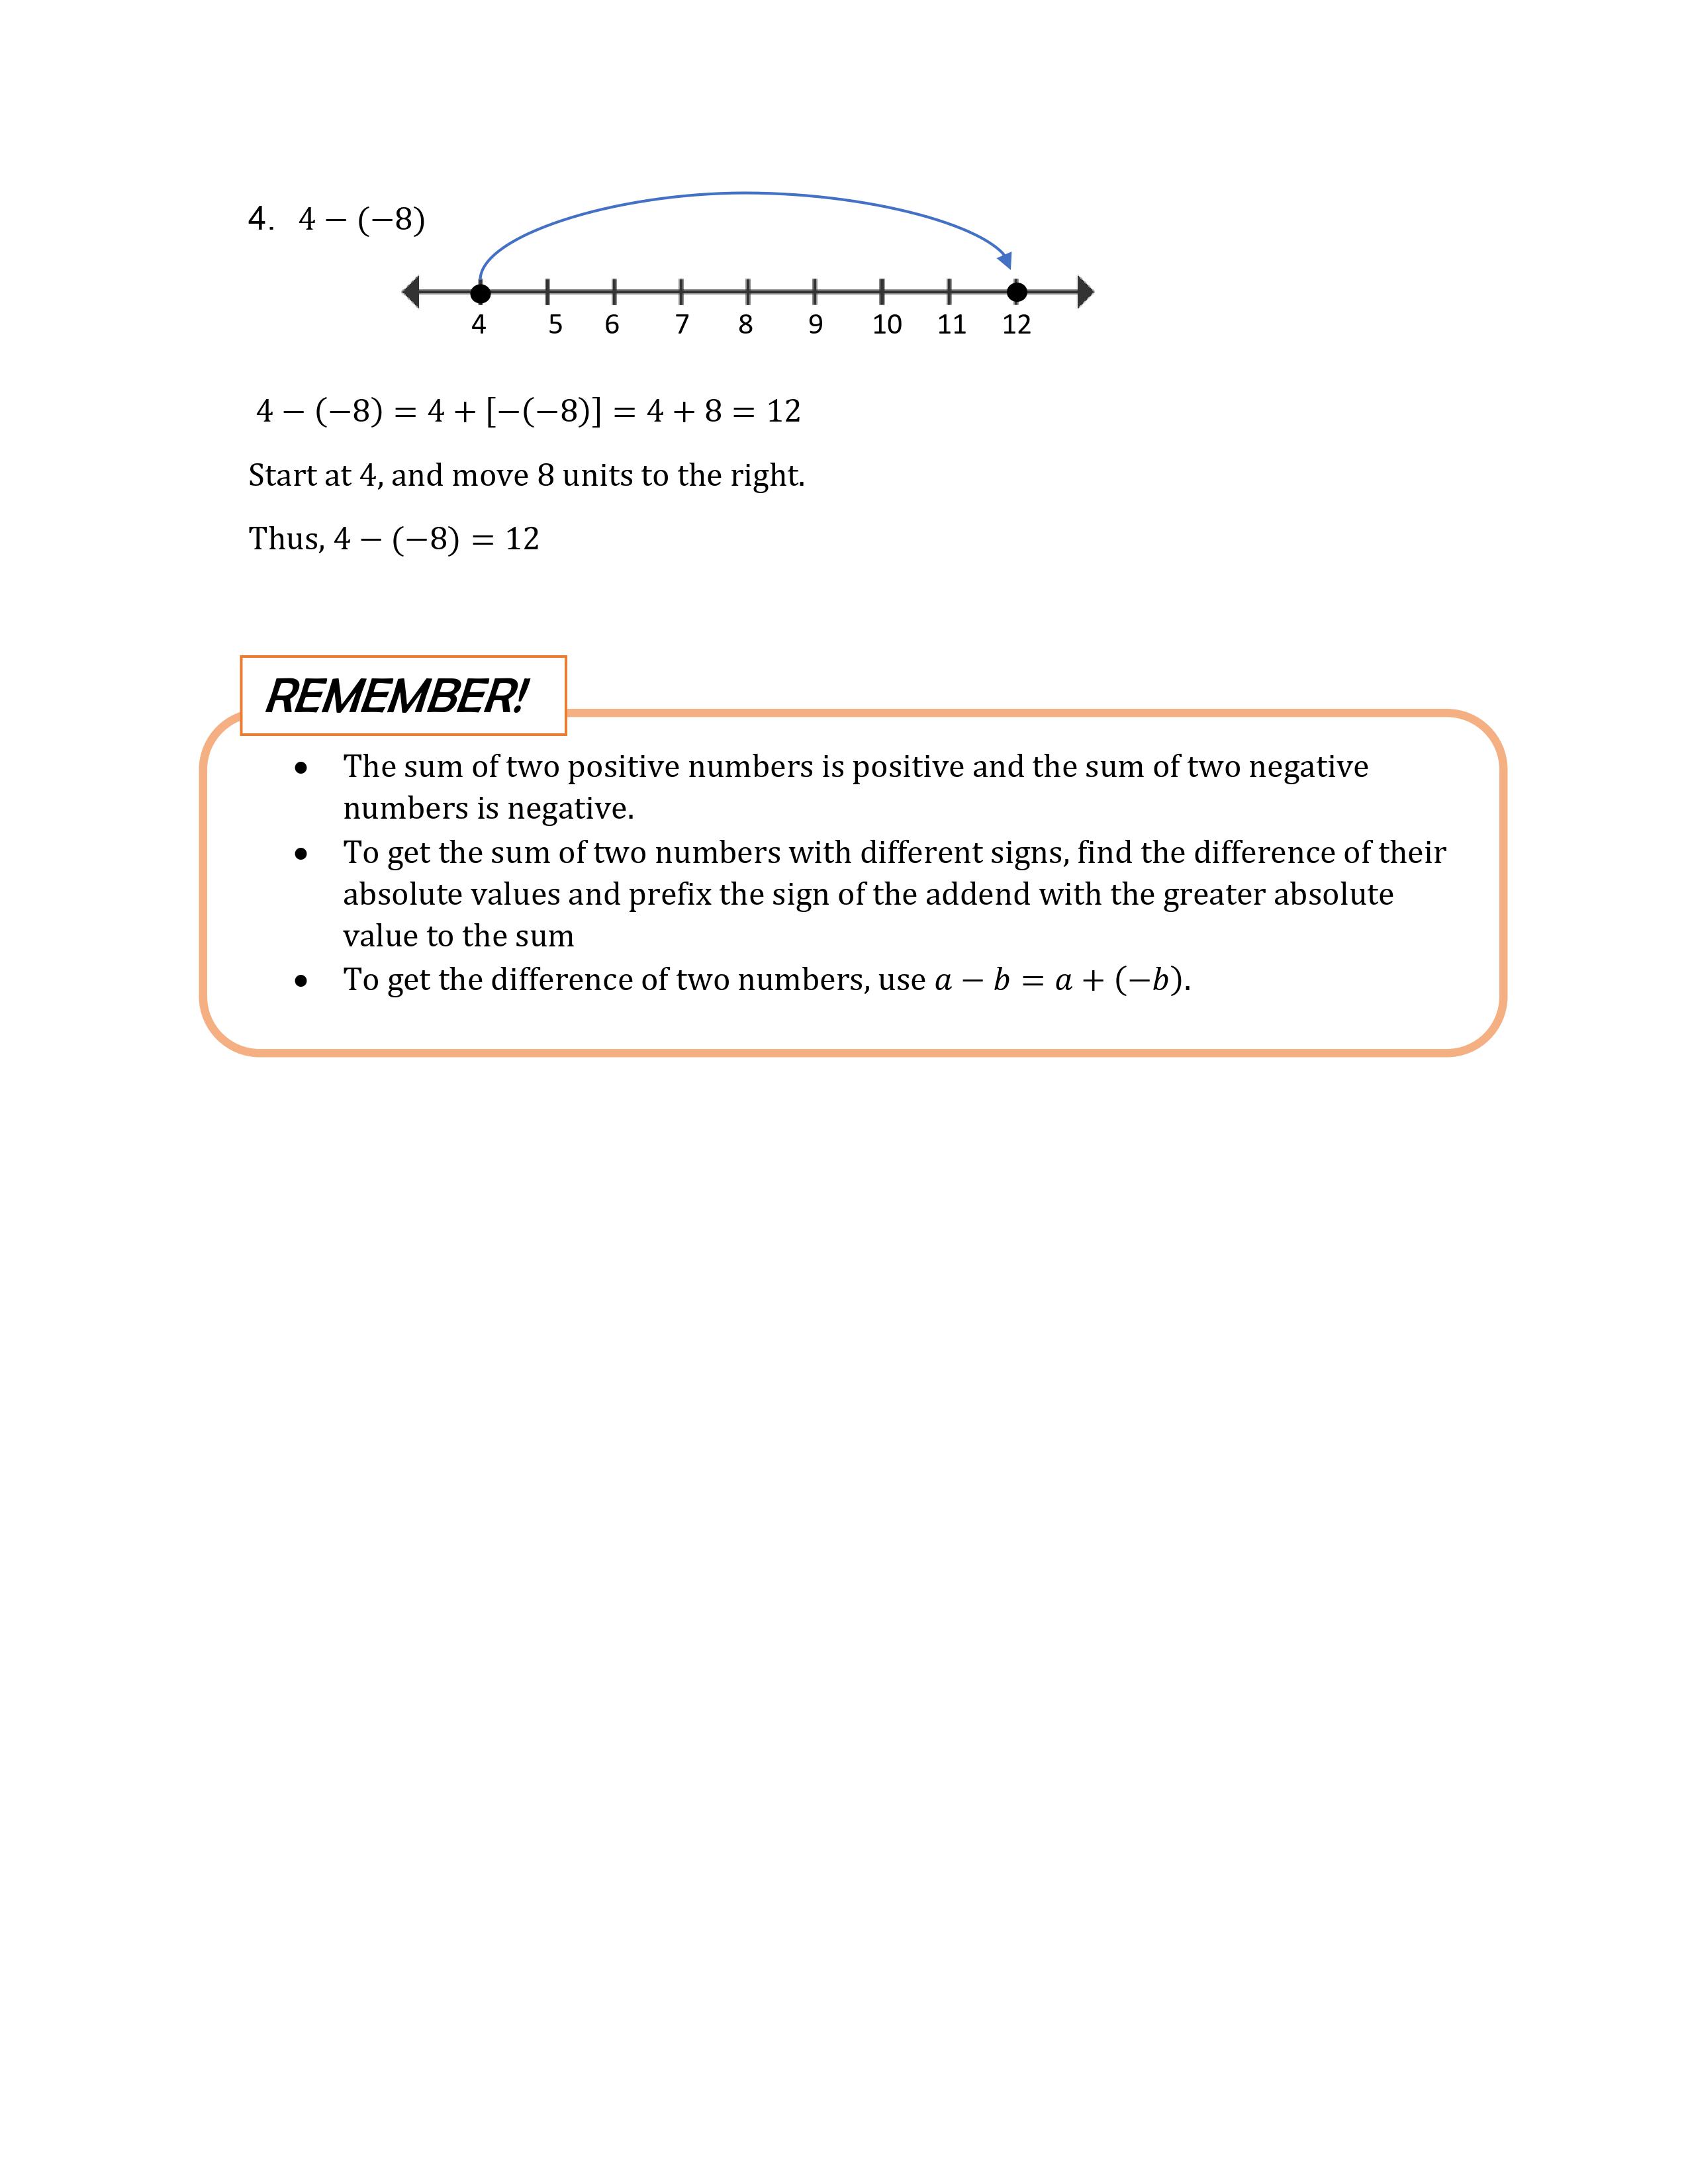 4. 4 − (−8)
4 5 6 7 8 9 10 11 12
4 − (−8) = 4 + [−(−8)] = 4 + 8 = 12
Start at 4, and move 8 units to the right.
Thus, 4 − (−8) = 12
REMEMBER!
• The sum of two positive numbers is positive and the sum of two negative
numbers is negative.
• To get the sum of two numbers with different signs, find the difference of their
absolute values and prefix the sign of the addend with the greater absolute
value to the sum
• To get the difference of two numbers, use a − b = a + (−b).